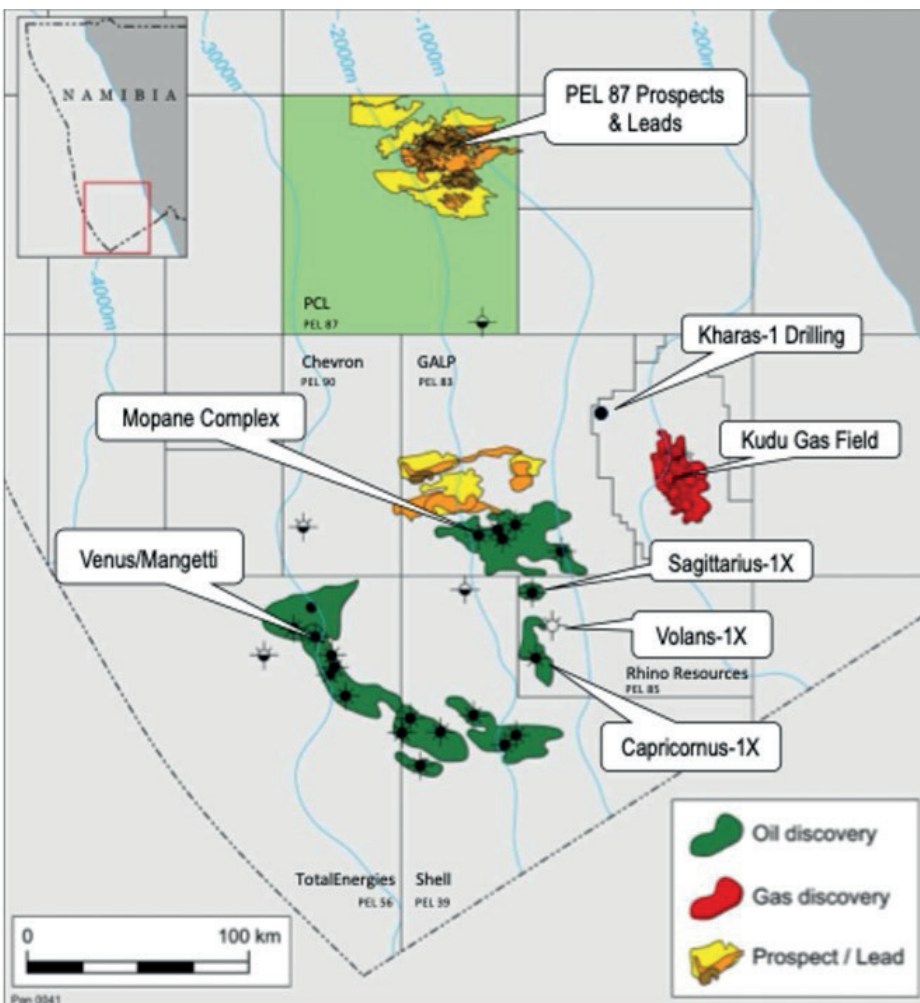 NAMIBIA
-3000m
-2000m
-1000m
-200m
-4000m
PEL 87 Prospects
& Leads
PCL
PEL 87
Kharas-1 Drilling
Chevron
PEL 90
GALP
PEL 83
Mopane Complex
Kudu Gas Field
Venus/Mangetti
Sagittarius-1X
Volans-1X
Rhino Resources
PEL 85
Capricornus-1X
TotalEnergies
PEL 56
Shell
PEL 39
Oil discovery
Gas discovery
Prospect / Lead
0 100 km
Pan 0041